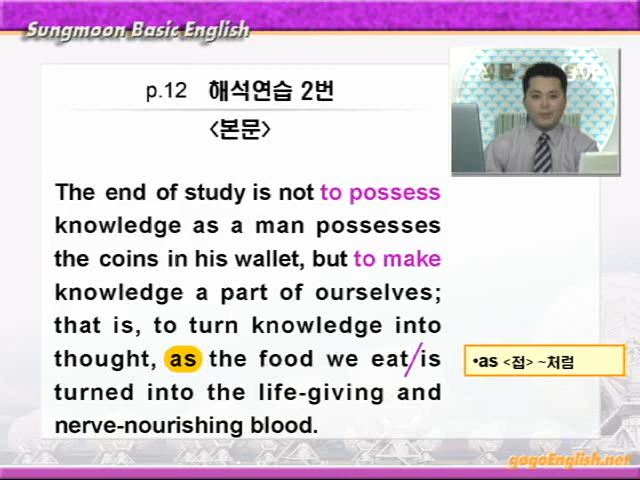 Sungmoon Basic English
p.12 해석연습 2번
<본문>
The end of study is not to possess
knowledge as a man possesses
the coins in his wallet, but to make
knowledge a part of ourselves;
that is, to turn knowledge into
thought, as the food we eat/is
turned into the life-giving and
nerve-nourishing blood.
•as <접> ~처럼
gogoEnglish.net